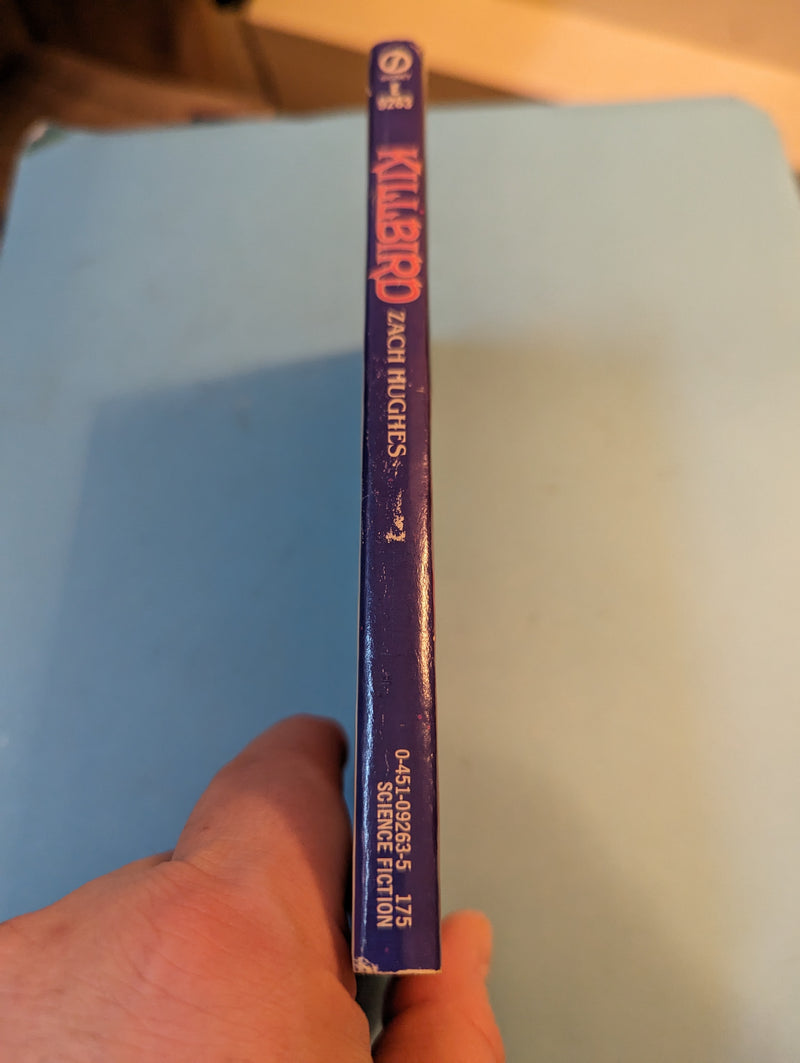 E
9263
KILLBIRD
ZACH HUGHES
0-451-09263-5 175
SCIENCE FICTION